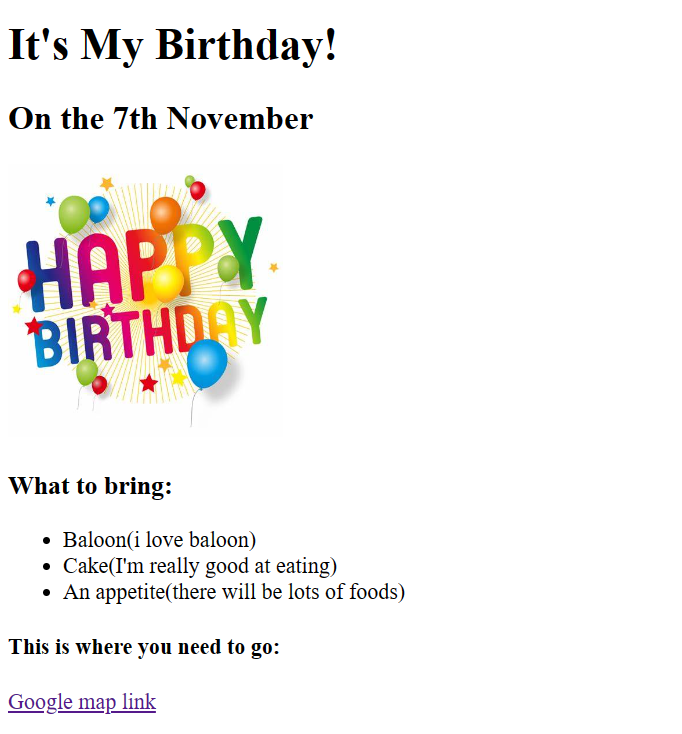 It's My Birthday!
On the 7th November
HAPPY
BIRTHDAY
What to bring:
• Baloon(i love baloon)
• Cake(I'm really good at eating)
• An appetite(there will be lots of foods)
This is where you need to go:
Google map link